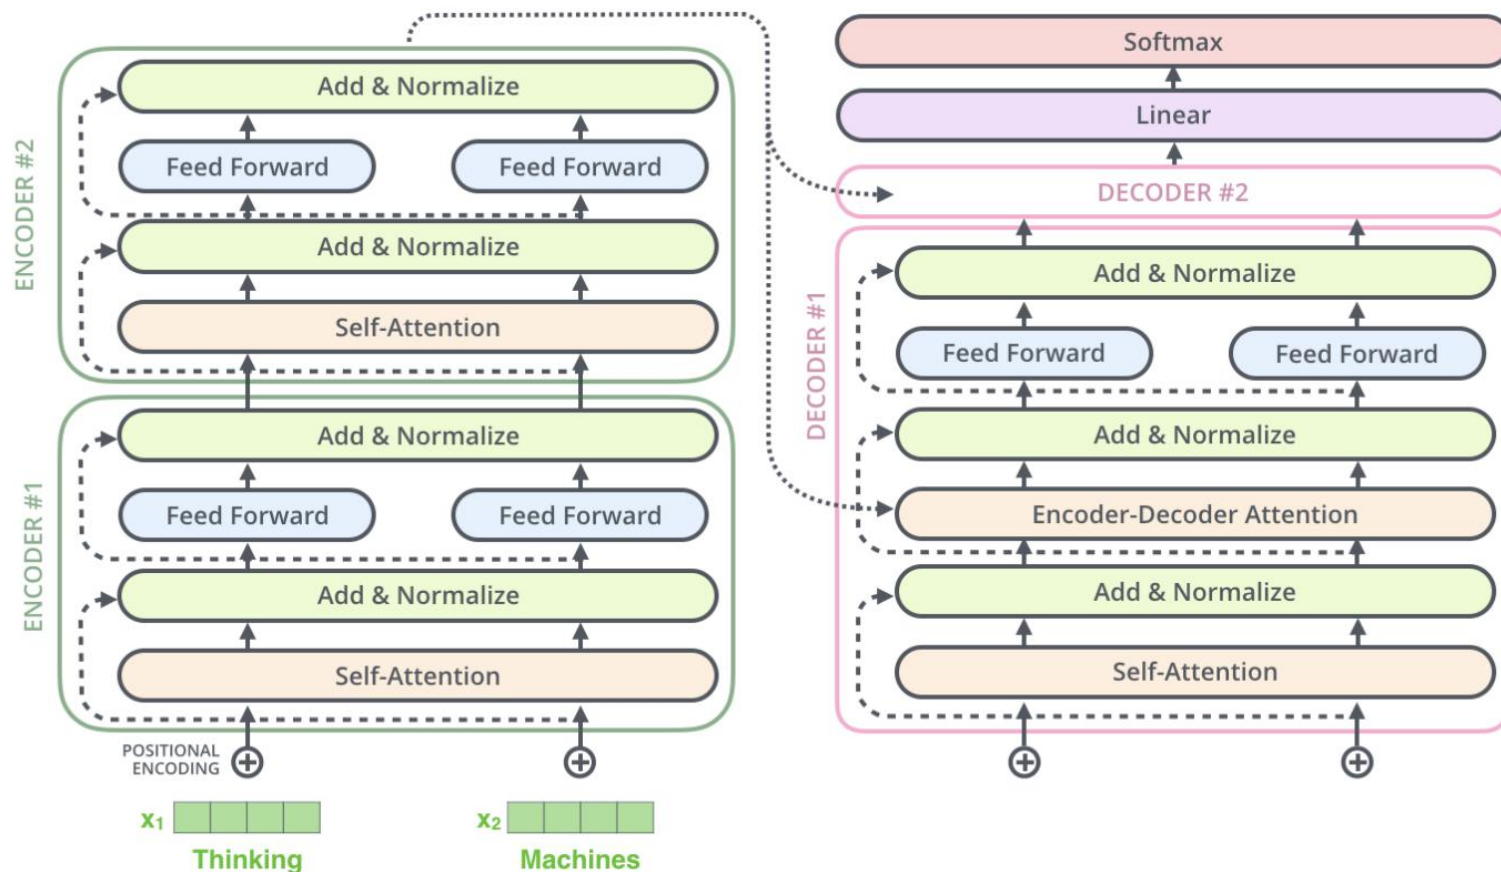 ENCODER #2
Add & Normalize
Feed Forward
Feed Forward
Add & Normalize
Self-Attention
ENCODER #1
Add & Normalize
Feed Forward
Feed Forward
Add & Normalize
Self-Attention
POSITIONAL
ENCODING
x1
x2
Thinking
Machines
Softmax
Linear
DECODER #2
DECODER #1
Add & Normalize
Feed Forward
Feed Forward
Add & Normalize
Encoder-Decoder Attention
Add & Normalize
Self-Attention